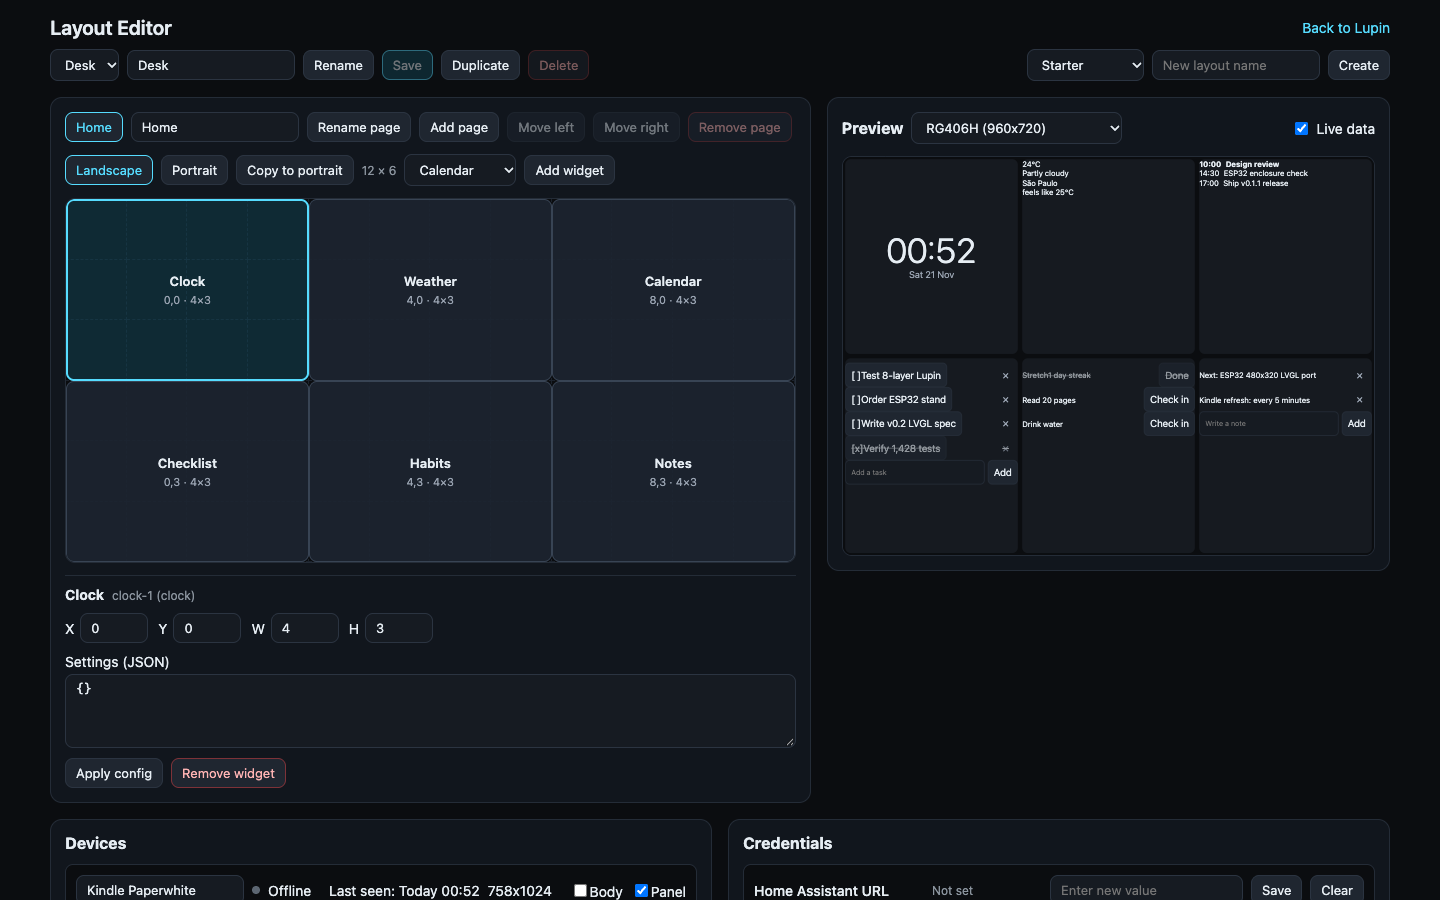 Layout Editor
Back to Lupin
Desk Desk Rename Save Duplicate Delete
Starter New layout name Create
Home Home Rename page Add page Move left Move right Remove page
Landscape Portrait Copy to portrait 12 × 6 Calendar Add widget
Clock
0,0 · 4×3
Weather
4,0 · 4×3
Calendar
8,0 · 4×3
Checklist
0,3 · 4×3
Habits
4,3 · 4×3
Notes
8,3 · 4×3
Clock clock-1 (clock)
X 0 Y 0 W 4 H 3
Settings (JSON)
{}
Apply config Remove widget
Preview RG406H (960x720) Live data
00:52
Sat 21 Nov
24°C
Partly cloudy
São Paulo
feels like 25°C
10:00 Design review
14:30 ESP32 enclosure check
17:00 Ship v0.1.1 release
[ ]Test 8-layer Lupin ×
[ ]Order ESP32 stand ×
[ ]Write v0.2 LVGL spec ×
[x]Verify 1,428 tests ×
Add a task Add
Stretch1 day streak Done
Read 20 pages Check in
Drink water Check in
Next: ESP32 480x320 LVGL port ×
Kindle refresh: every 5 minutes ×
Write a note Add
Devices
Kindle Paperwhite Offline Last seen: Today 00:52 758x1024 Body Panel
Credentials
Home Assistant URL Not set Enter new value Save Clear